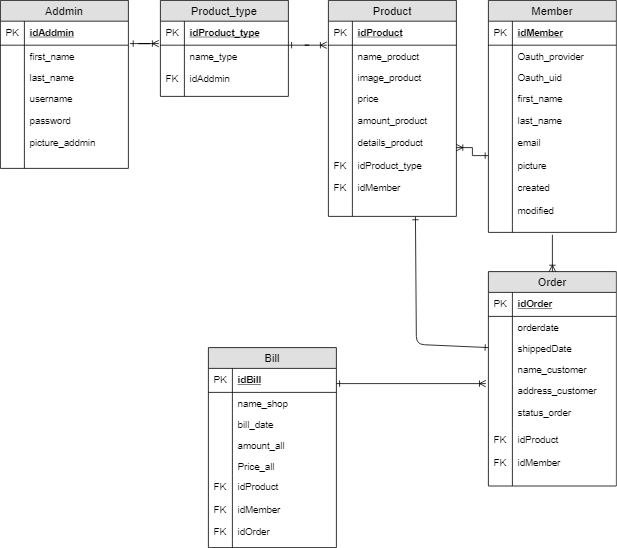 Addmin
PK idAddmin
first_name
last_name
username
password
picture_addmin
Product_type
PK idProduct_type
name_type
FK idAddmin
Product
PK idProduct
name_product
image_product
price
amount_product
details_product
FK idProduct_type
FK idMember
Member
PK idMember
Oauth_provider
Oauth_uid
first_name
last_name
email
picture
created
modified
Order
PK idOrder
orderdate
shippedDate
name_customer
address_customer
status_order
FK idProduct
FK idMember
Bill
PK idBill
name_shop
bill_date
amount_all
Price_all
FK idProduct
FK idMember
FK idOrder